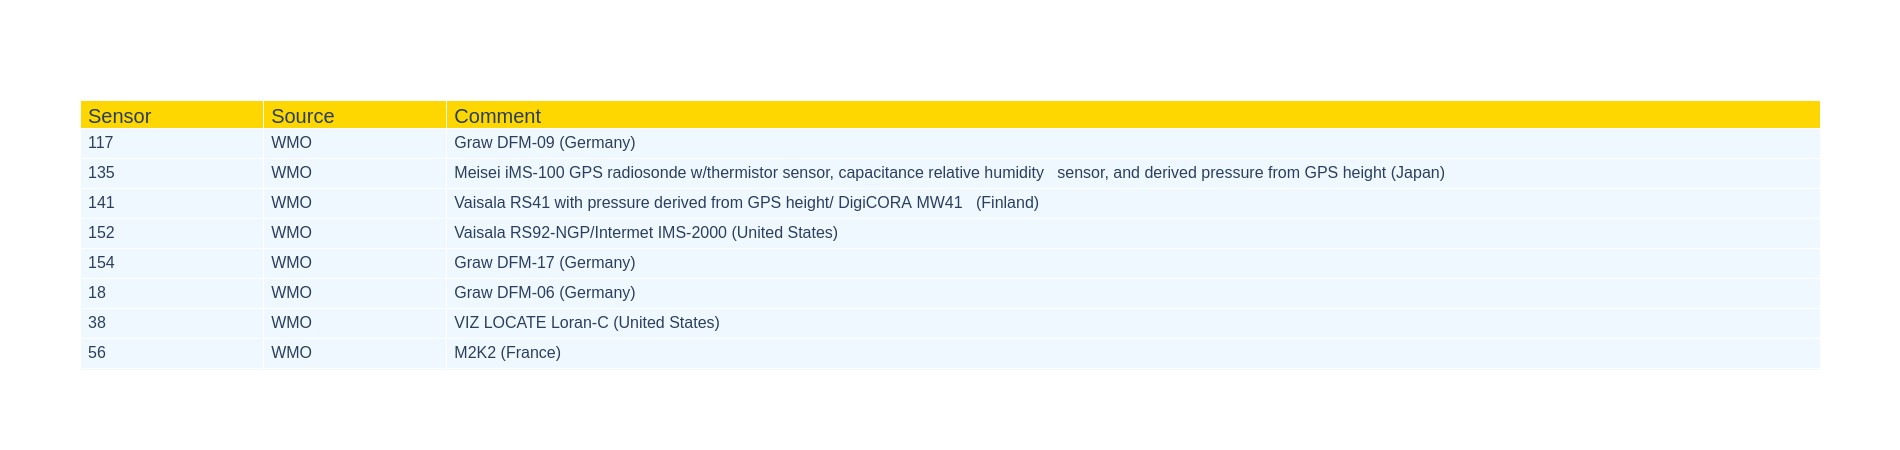 Sensor Source Comment
117 WMO Graw DFM-09 (Germany)
135 WMO Meisei iMS-100 GPS radiosonde w/thermistor sensor, capacitance relative humidity   sensor, and derived pressure from GPS height (Japan)
141 WMO Vaisala RS41 with pressure derived from GPS height/ DigiCORA MW41   (Finland)
152 WMO Vaisala RS92-NGP/Intermet IMS-2000 (United States)
154 WMO Graw DFM-17 (Germany)
18 WMO Graw DFM-06 (Germany)
38 WMO VIZ LOCATE Loran-C (United States)
56 WMO M2K2 (France)